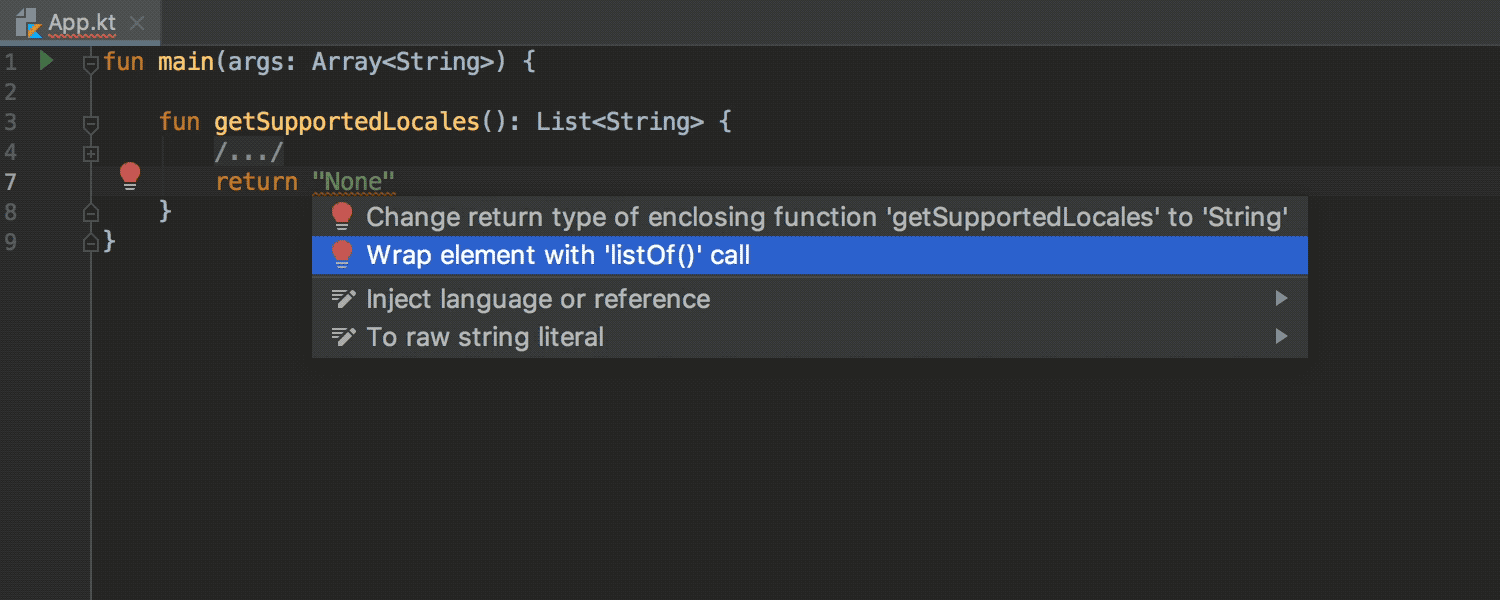 App.kt
1 fun main(args: Array<String>) {
2
3 fun getSupportedLocales(): List<String> {
4 /.../
7 return "None"
8 }
9 }
Change return type of enclosing function 'getSupportedLocales' to 'String'
Wrap element with 'listOf()' call
Inject language or reference
To raw string literal